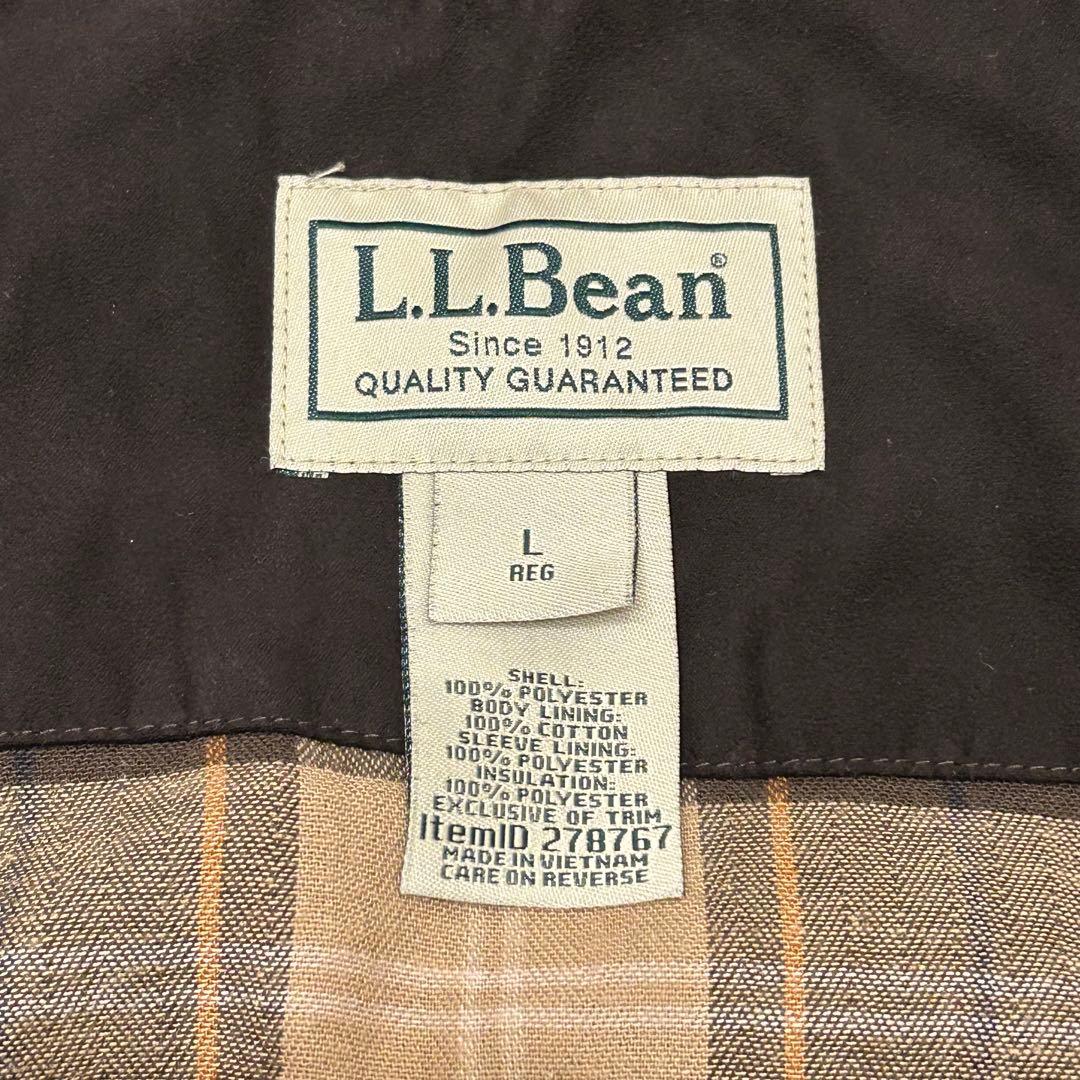 L.L.Bean®
Since 1912
QUALITY GUARANTEED
L
REG
SHELL:
100% POLYESTER
BODY LINING:
100% COTTON
SLEEVE LINING:
100% POLYESTER
INSULATION:
100% POLYESTER
EXCLUSIVE OF TRIM
ItemID 278767
MADE IN VIETNAM
CARE ON REVERSE